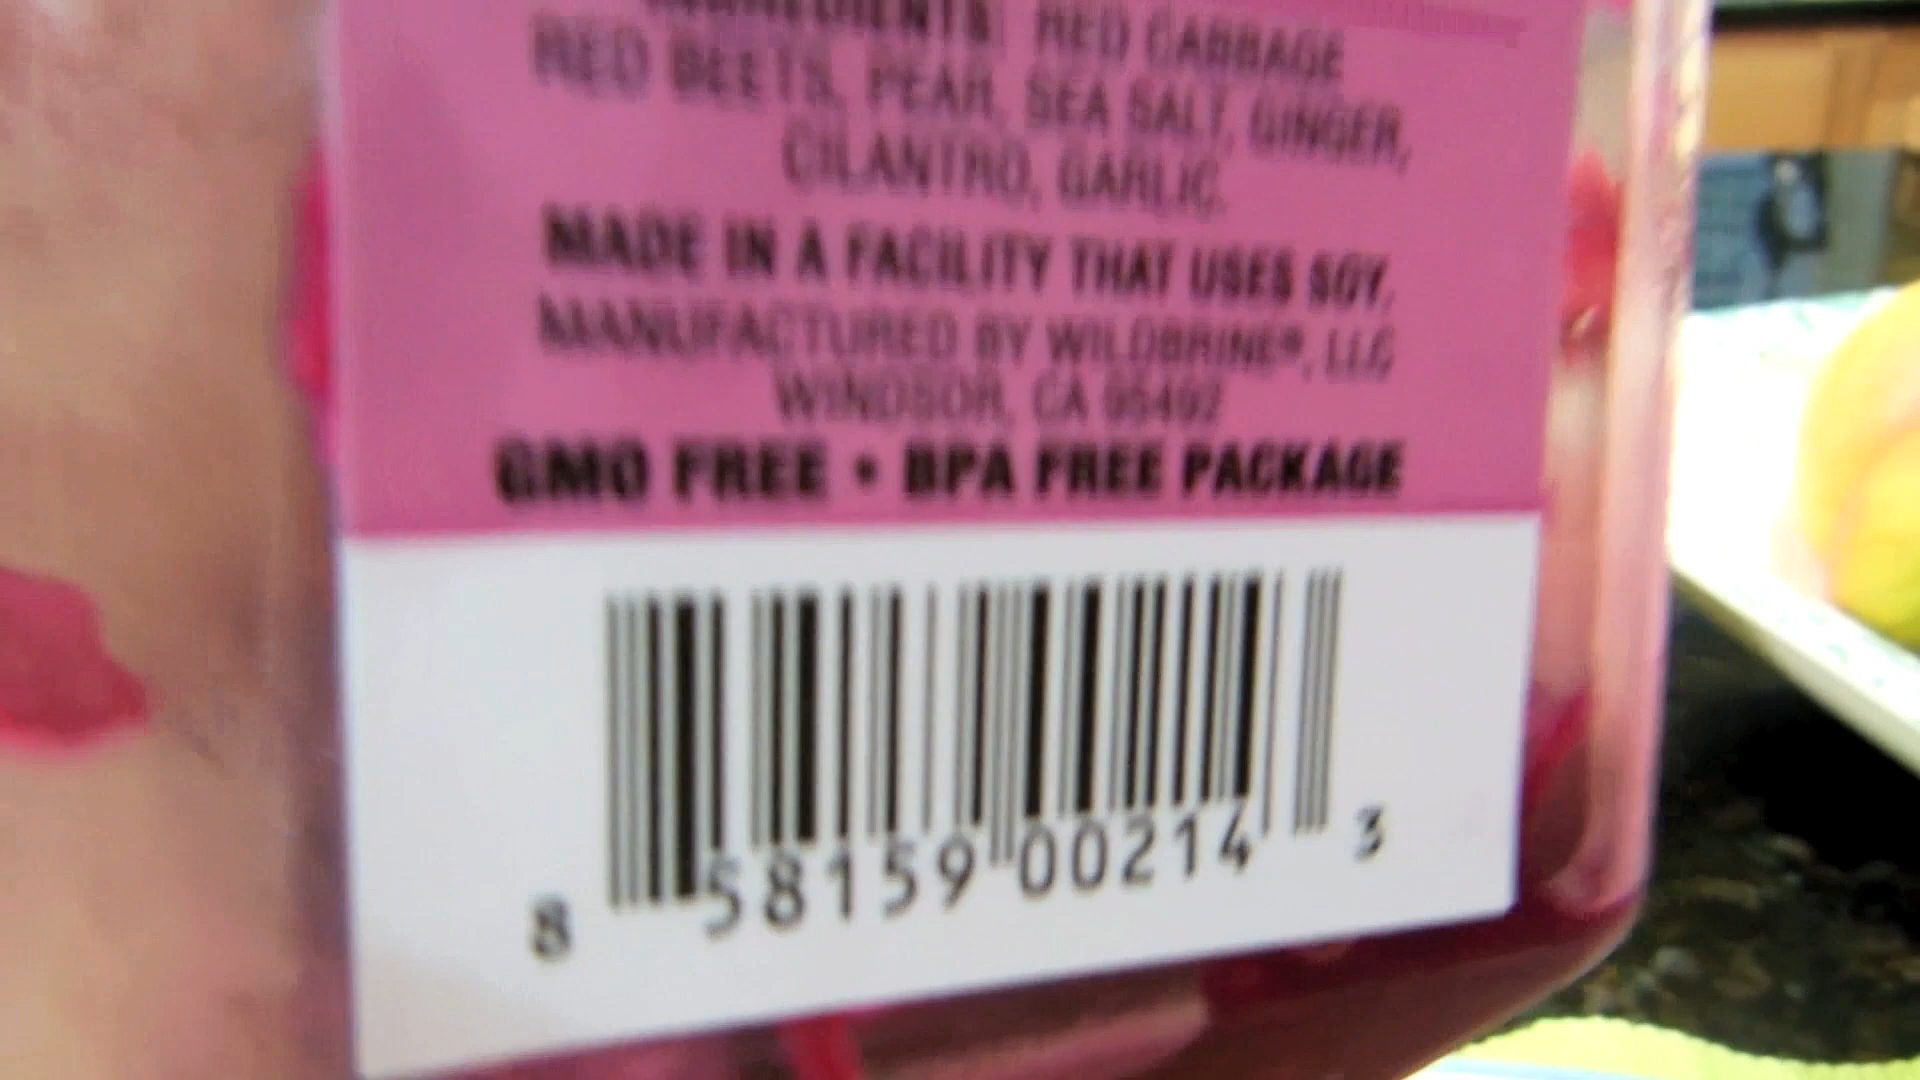 INGREDIENTS: RED CABBAGE
RED BEETS, PEAR, SEA SALT, GINGER,
CILANTRO, GARLIC.
MADE IN A FACILITY THAT USES SOY.
MANUFACTURED BY WILDBRINE®, LLC
WINDSOR, CA 95492
GMO FREE • BPA FREE PACKAGE
8 58159 00214 3